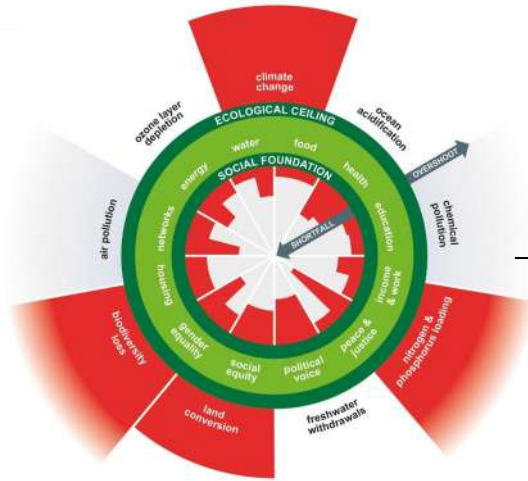 climate
change
ECOLOGICAL CEILING
ozone layer
depletion
ocean
acidification
OVERSHOOT
water
food
energy
health
SOCIAL FOUNDATION
SHORTFALL
networks
education
air pollution
chemical
pollution
housing
income
& work
gender
equality
peace &
justice
social
equity
political
voice
biodiversity
loss
nitrogen &
phosphorus loading
land
conversion
freshwater
withdrawals